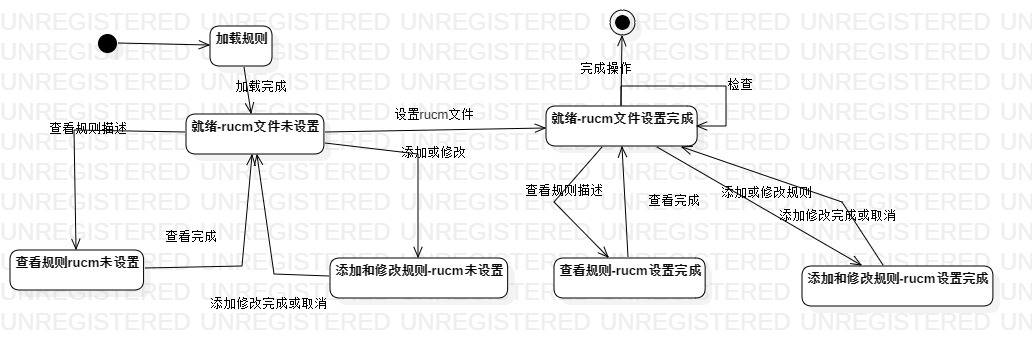 加载规则
完成操作
加载完成
检查
就绪-rucm文件未设置
设置rucm文件
就绪-rucm文件设置完成
查看规则描述
添加或修改
查看规则描述
查看完成
添加或修改规则
添加修改完成或取消
查看完成
查看规则rucm未设置
添加和修改规则-rucm未设置
查看规则-rucm设置完成
添加和修改规则-rucm设置完成
添加修改完成或取消
UNREGISTERED UNREGISTERED UNREGISTERED UNREGISTERED UNREGISTERED